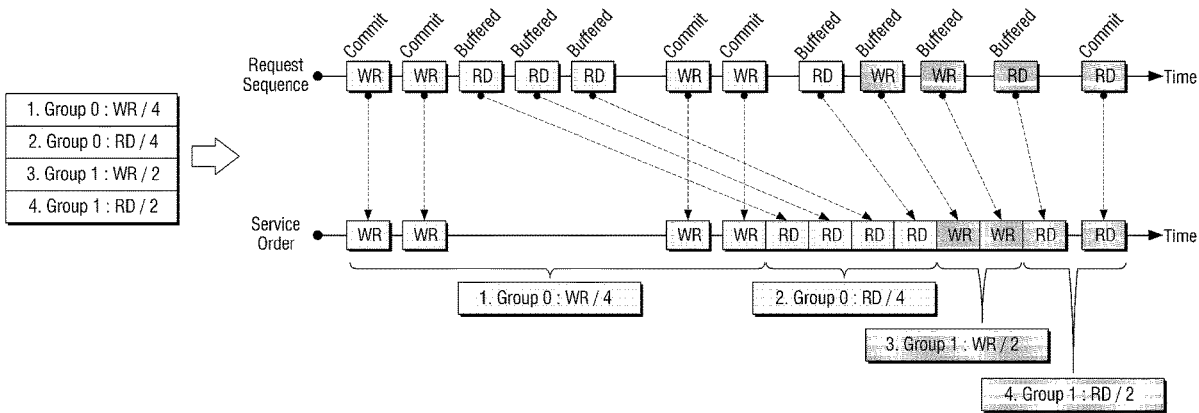 Commit
Commit
Buffered
Buffered
Buffered
Commit
Commit
Buffered
Buffered
Buffered
Buffered
Commit
Request
Sequence
WR
WR
RD
RD
RD
WR
WR
RD
WR
WR
RD
RD
Time
1. Group 0 : WR / 4
2. Group 0 : RD / 4
3. Group 1 : WR / 2
4. Group 1 : RD / 2
Service
Order
WR
WR
WR
WR
RD
RD
RD
RD
WR
WR
RD
RD
Time
1. Group 0 : WR / 4
2. Group 0 : RD / 4
3. Group 1 : WR / 2
4. Group 1 : RD / 2